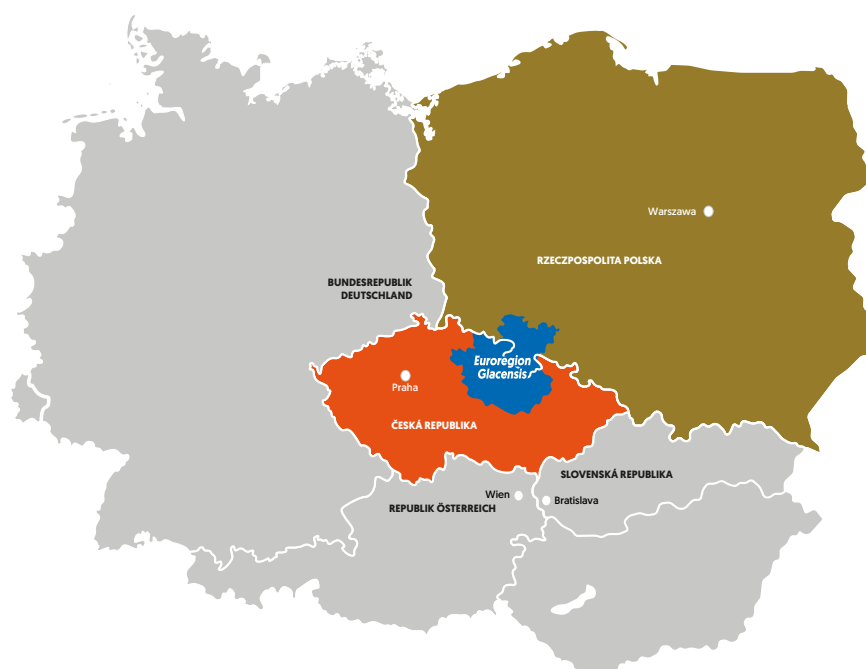 Warszawa
RZECZPOSPOLITA POLSKA
BUNDESREPUBLIK
DEUTSCHLAND
Euroregion
Glacensis
Praha
ČESKÁ REPUBLIKA
SLOVENSKÁ REPUBLIKA
Wien
Bratislava
REPUBLIK ÖSTERREICH